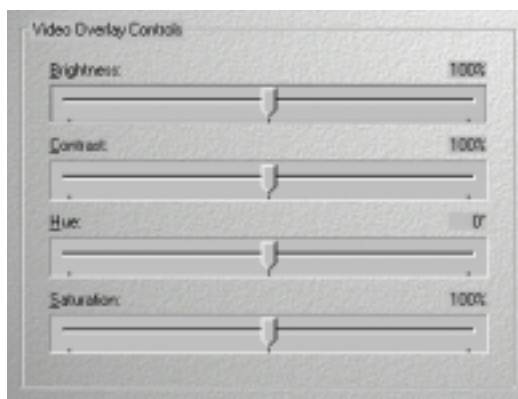 Video Overlay Controls
Brightness: 100%
Contrast: 100%
Hue: 0°
Saturation: 100%